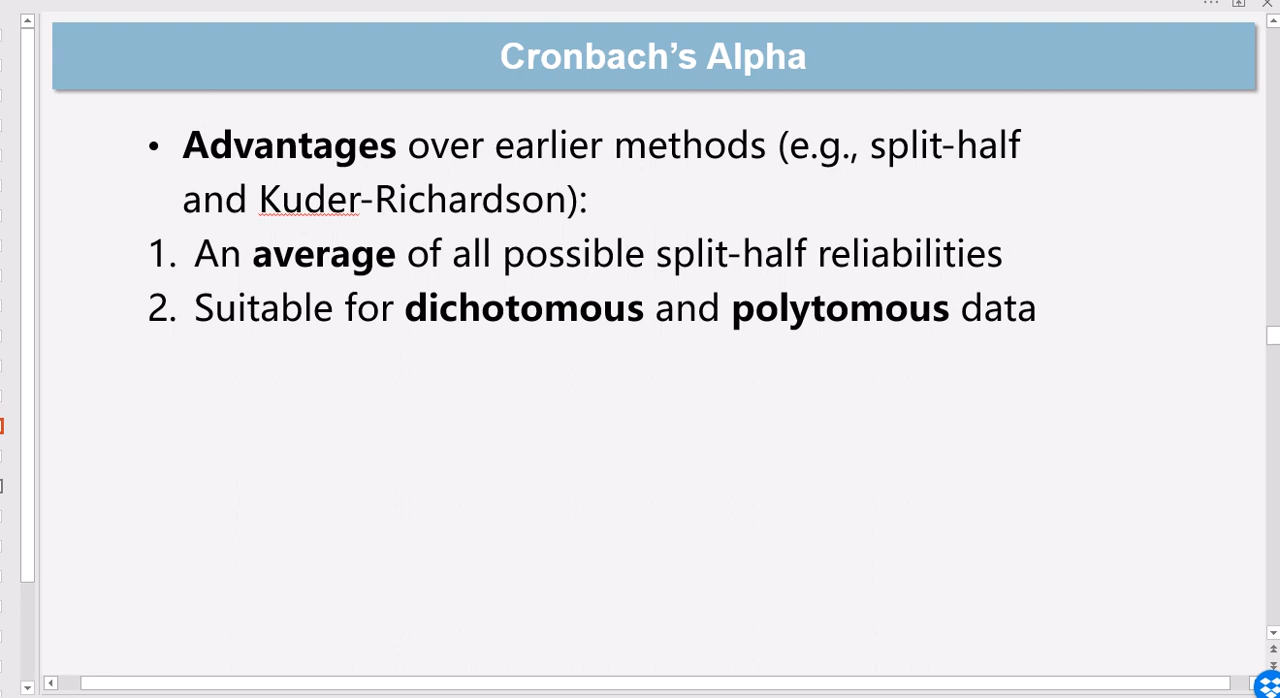 Cronbach’s Alpha
• Advantages over earlier methods (e.g., split-half
and Kuder-Richardson):
1. An average of all possible split-half reliabilities
2. Suitable for dichotomous and polytomous data